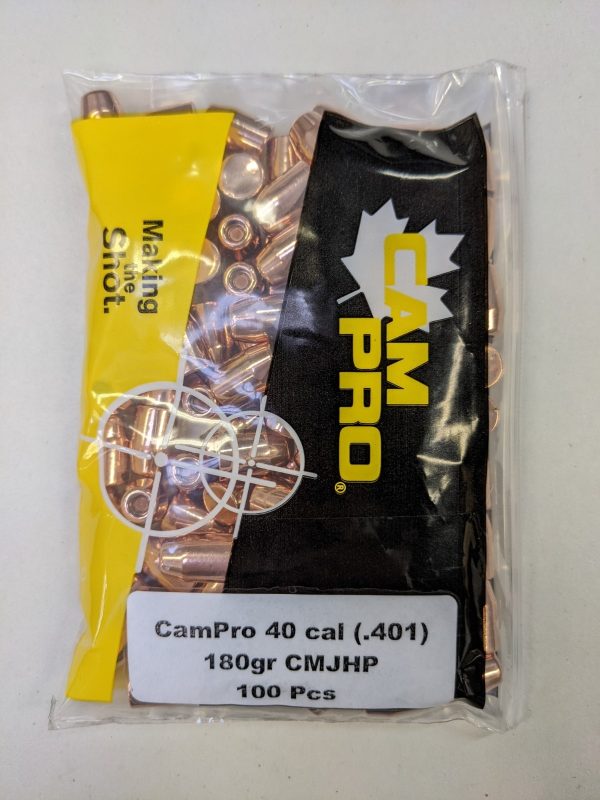 Making
the
Shot.
CAM
PRO®
CamPro 40 cal (.401)
180gr CMJHP
100 Pcs